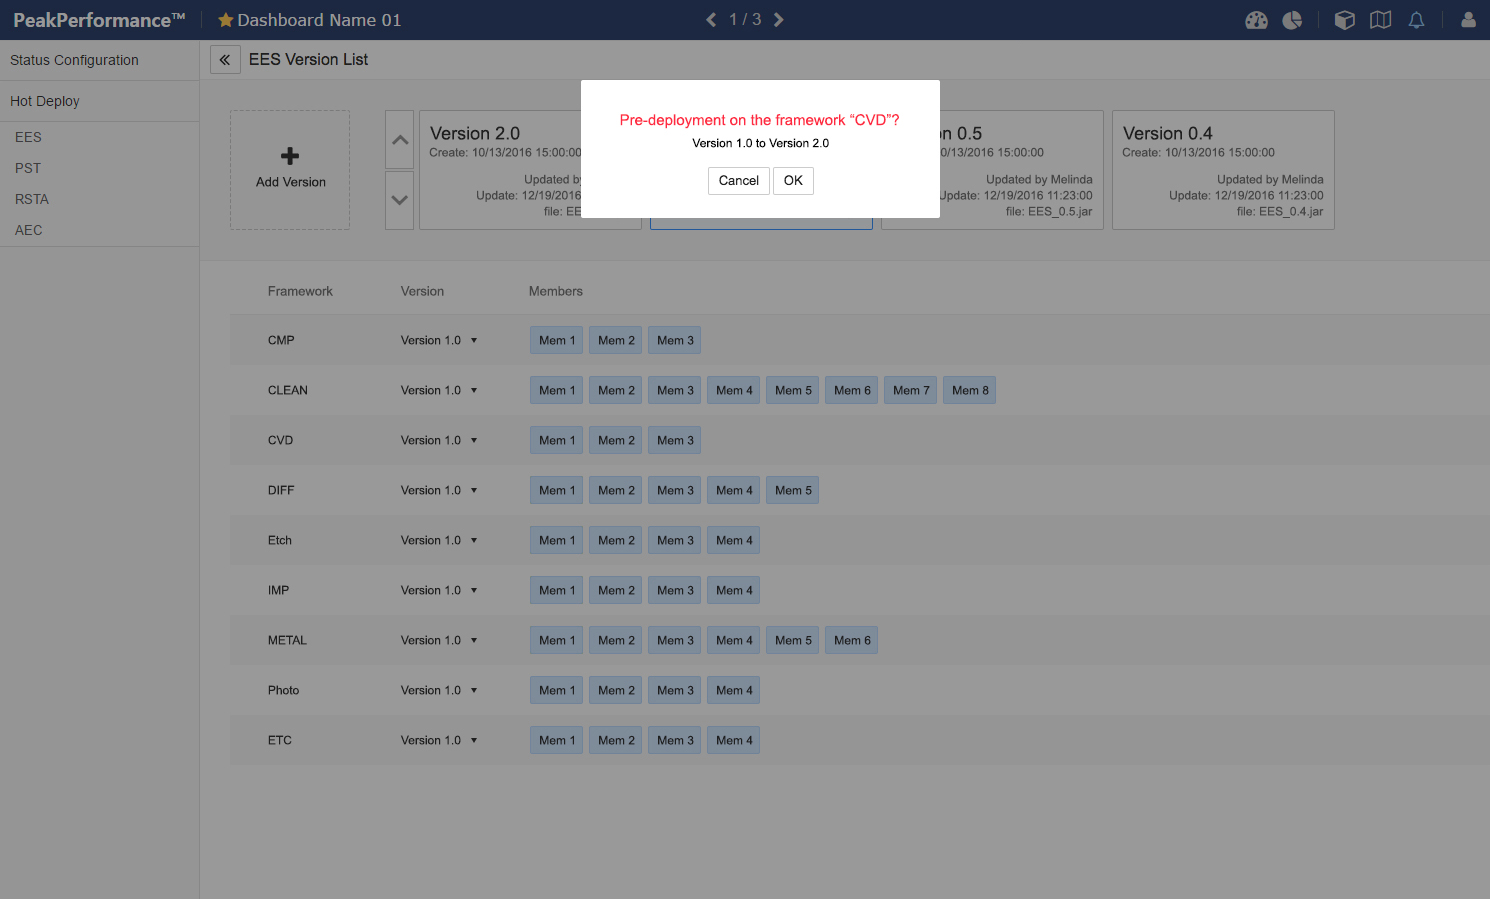 PeakPerformance™
Dashboard Name 01
1 / 3
Status Configuration
Hot Deploy
EES
PST
RSTA
AEC
EES Version List
Add Version
Version 2.0
Create: 10/13/2016 15:00:00
Updated by
Update: 12/19/2016
file: EE
Pre-deployment on the framework “CVD”?
Version 1.0 to Version 2.0
Cancel
OK
n 0.5
0/13/2016 15:00:00
Updated by Melinda
Update: 12/19/2016 11:23:00
file: EES_0.5.jar
Version 0.4
Create: 10/13/2016 15:00:00
Updated by Melinda
Update: 12/19/2016 11:23:00
file: EES_0.4.jar
Framework Version Members
CMP Version 1.0 Mem 1 Mem 2 Mem 3
CLEAN Version 1.0 Mem 1 Mem 2 Mem 3 Mem 4 Mem 5 Mem 6 Mem 7 Mem 8
CVD Version 1.0 Mem 1 Mem 2 Mem 3
DIFF Version 1.0 Mem 1 Mem 2 Mem 3 Mem 4 Mem 5
Etch Version 1.0 Mem 1 Mem 2 Mem 3 Mem 4
IMP Version 1.0 Mem 1 Mem 2 Mem 3 Mem 4
METAL Version 1.0 Mem 1 Mem 2 Mem 3 Mem 4 Mem 5 Mem 6
Photo Version 1.0 Mem 1 Mem 2 Mem 3 Mem 4
ETC Version 1.0 Mem 1 Mem 2 Mem 3 Mem 4